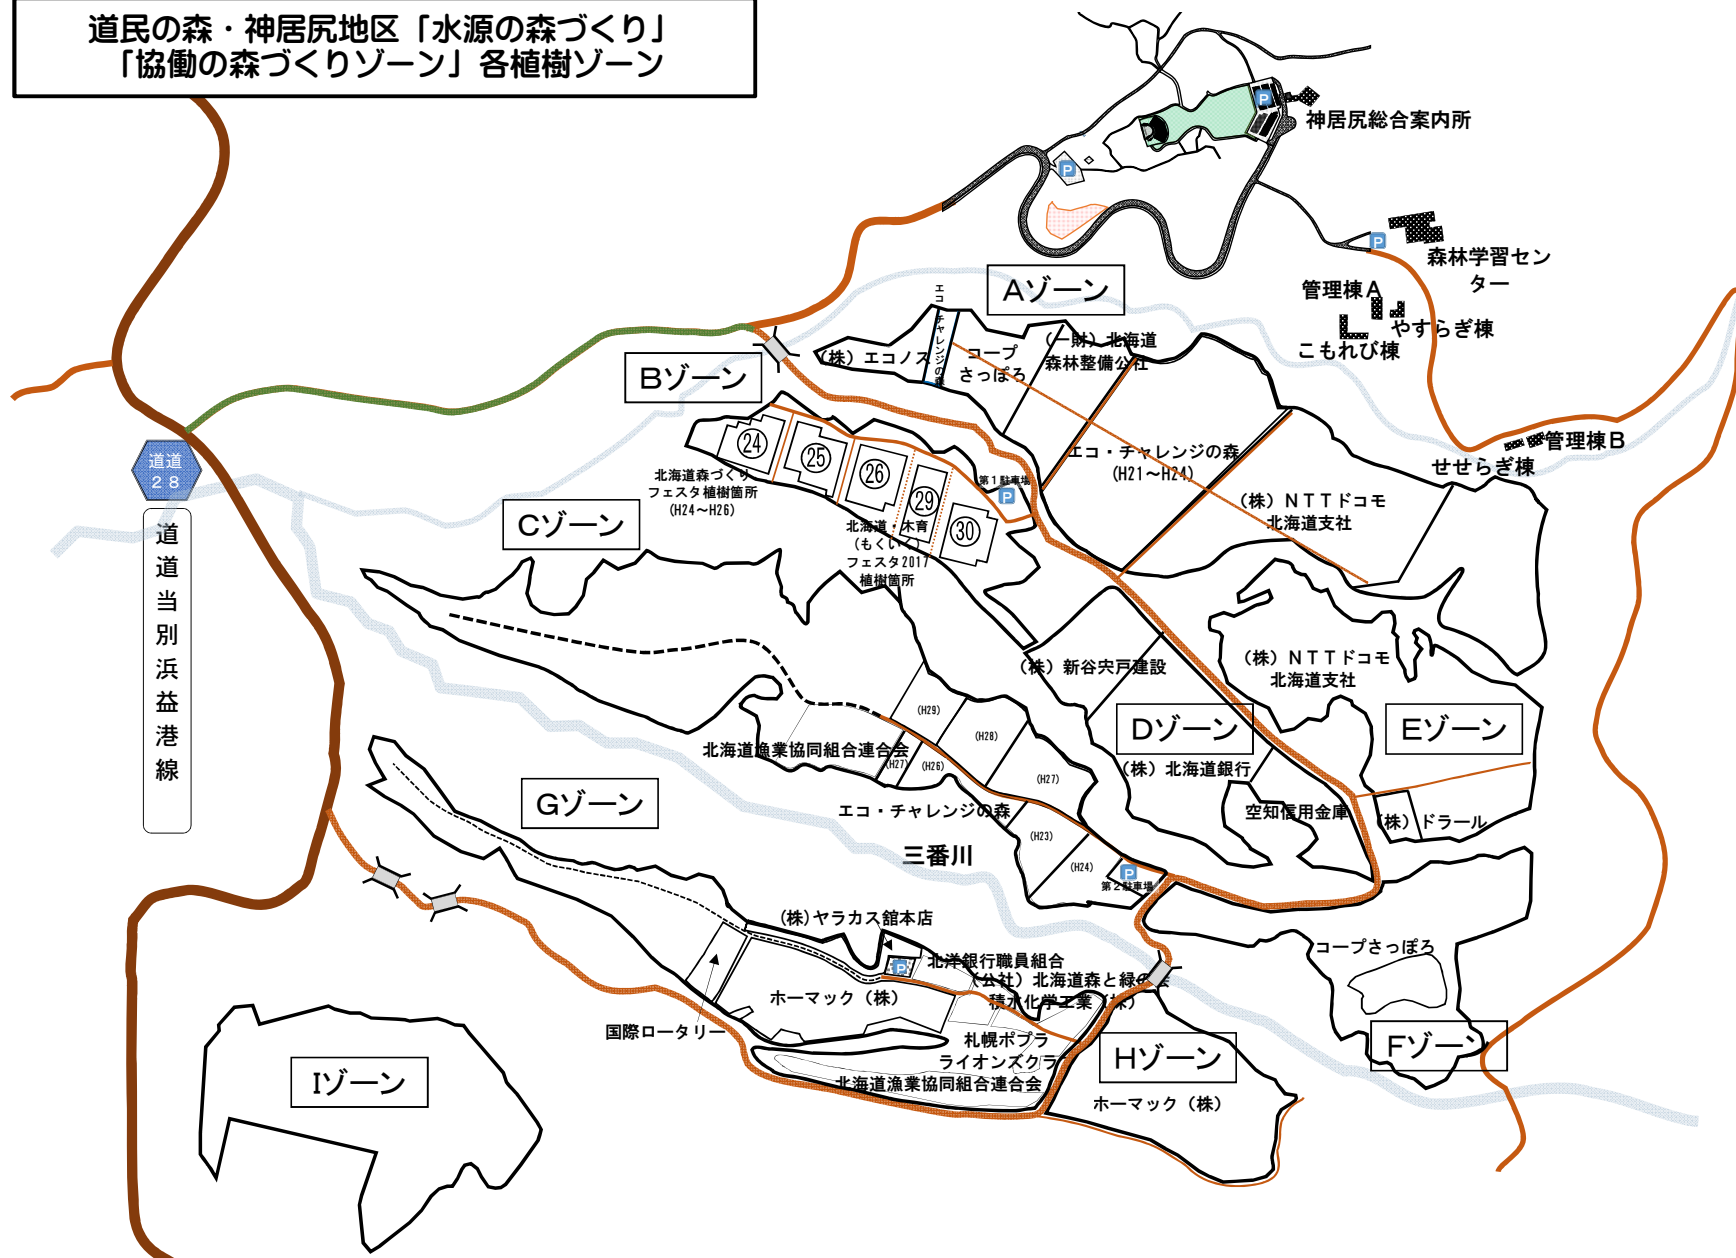 道民の森・神居尻地区「水源の森づくり」
「協働の森づくりゾーン」各植樹ゾーン
P
神居尻総合案内所
P
P
森林学習セン
ター
管理棟A
やすらぎ棟
こもれび棟
管理棟B
せせらぎ棟
Aゾーン
エコ・チャレンジの森
(株)エコノス
コープ
さっぽろ
(一財)北海道
森林整備公社
エコ・チャレンジの森
(H21～H24)
(株)NTTドコモ
北海道支社
Bゾーン
24
25
26
29
30
第1駐車場
P
北海道森づくり
フェスタ植樹箇所
(H24～H26)
北海道・木育
(もくいく)
フェスタ2017
植樹箇所
道道
28
道道当別浜益港線
Cゾーン
(H29)
(H28)
(H27)
(H26)
(H27)
(H23)
(H24)
北海道漁業協同組合連合会
エコ・チャレンジの森
P
第2駐車場
三番川
(株)新谷宍戸建設
Dゾーン
(株)北海道銀行
空知信用金庫
(株)NTTドコモ
北海道支社
Eゾーン
(株)ドラール
コープさっぽろ
Fゾーン
Gゾーン
(株)ヤラカス舘本店
P
北洋銀行職員組合
(公社)北海道森と緑の会
積水化学工業(株)
ホーマック(株)
国際ロータリー
札幌ポプラ
ライオンズクラ
北海道漁業協同組合連合会
Hゾーン
ホーマック(株)
Iゾーン